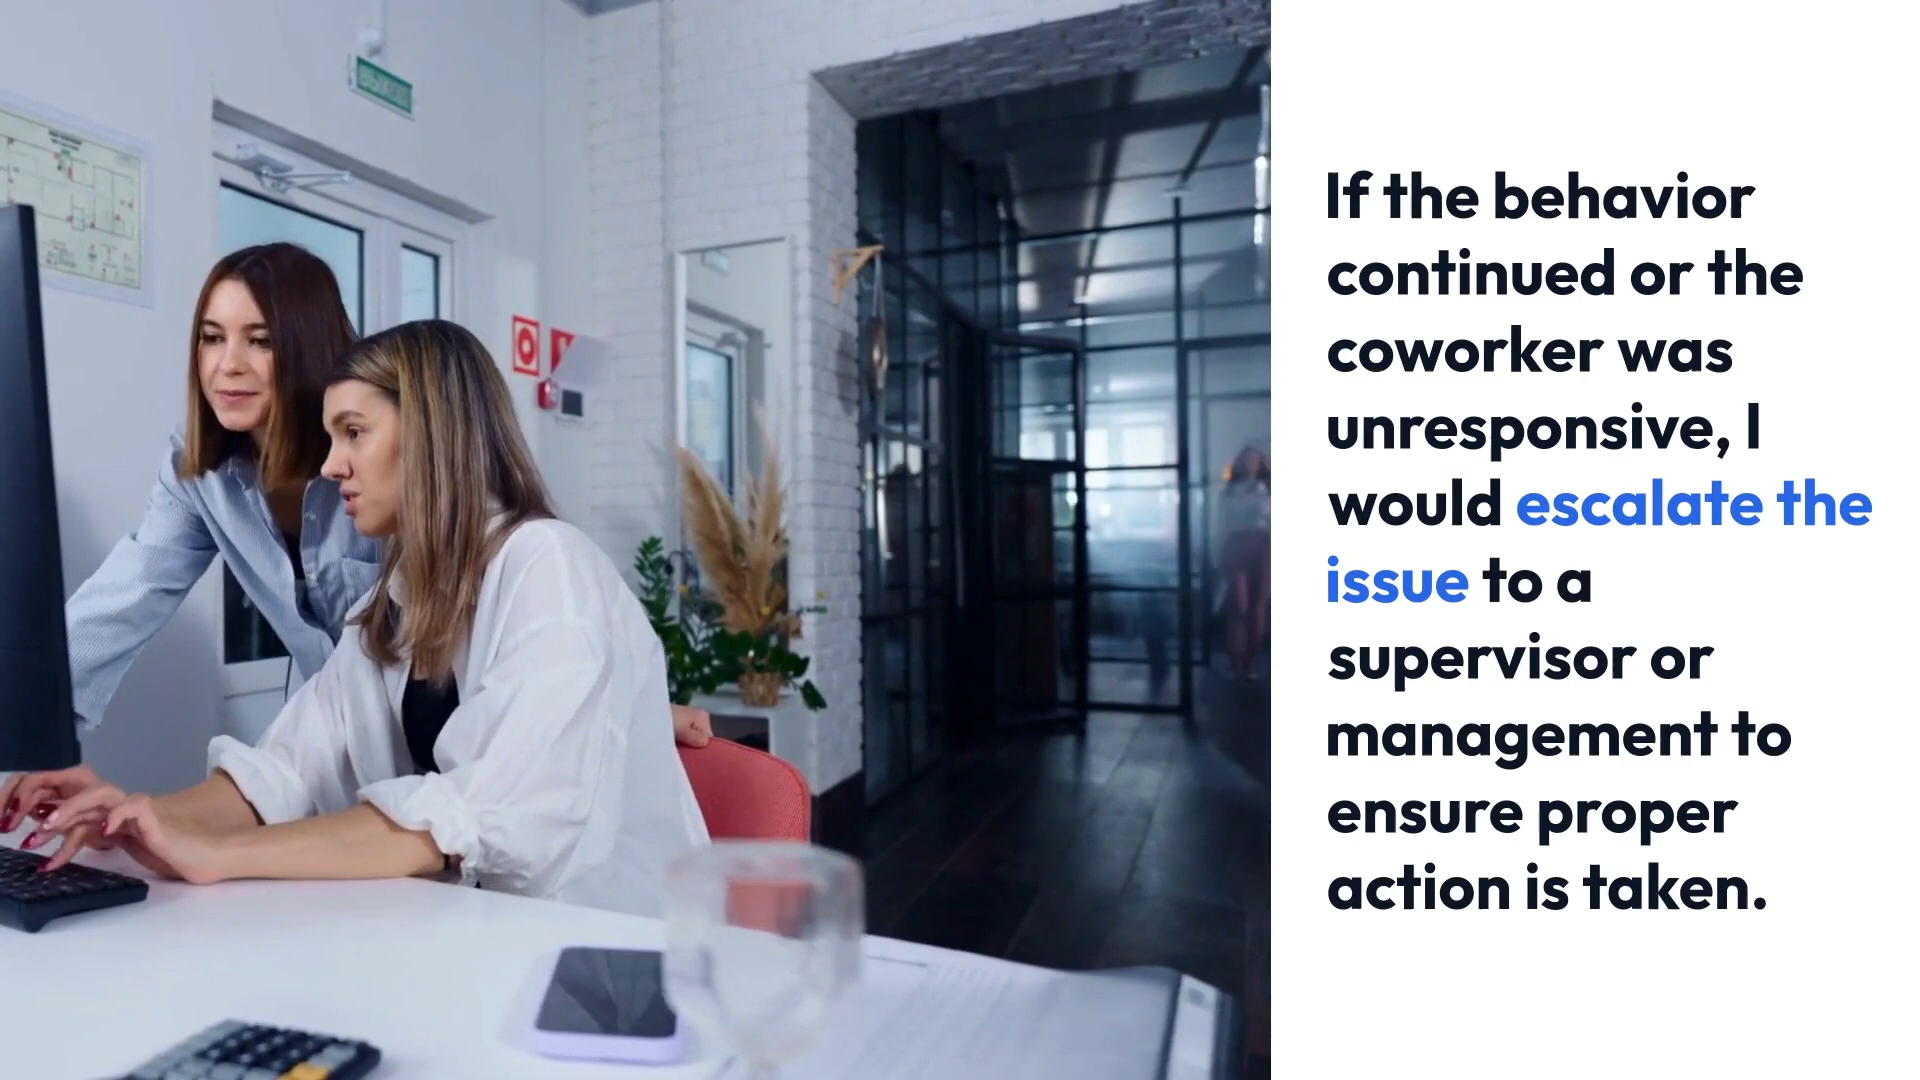 If the behavior
continued or the
coworker was
unresponsive, I
would escalate the
issue to a
supervisor or
management to
ensure proper
action is taken.